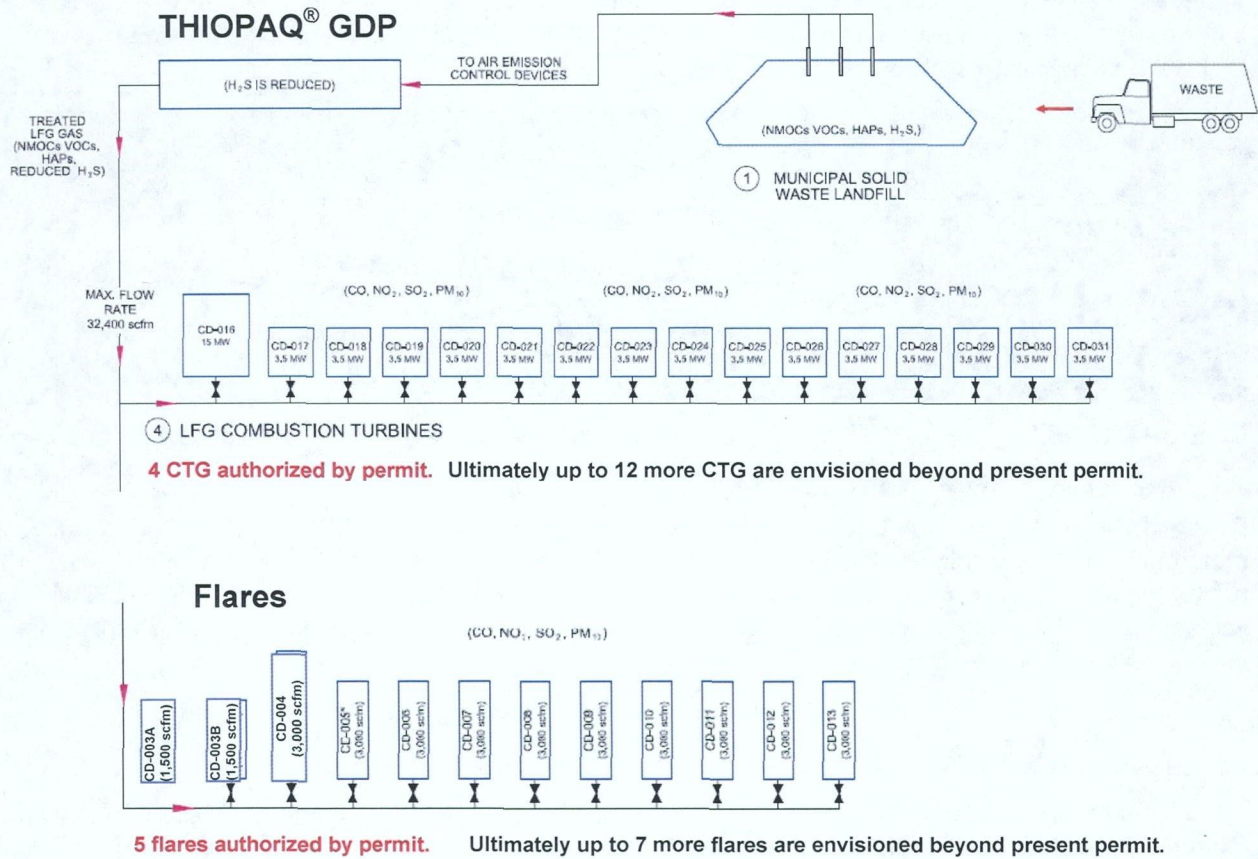 THIOPAQ® GDP
(H₂S IS REDUCED)
TO AIR EMISSION
CONTROL DEVICES
(NMOCs VOCs, HAPs, H₂S,)
WASTE
① MUNICIPAL SOLID
WASTE LANDFILL
TREATED
LFG GAS
(NMOCs VOCs,
HAPs,
REDUCED H₂S)
MAX. FLOW
RATE
32,400 scfm
(CO, NO₂, SO₂, PM₁₀)
(CO, NO₂, SO₂, PM₁₀)
(CO, NO₂, SO₂, PM₁₀)
CD-016
15 MW
CD-017
3.5 MW
CD-018
3.5 MW
CD-019
3.5 MW
CD-020
3.5 MW
CD-021
3.5 MW
CD-022
3.5 MW
CD-023
3.5 MW
CD-024
3.5 MW
CD-025
3.5 MW
CD-026
3.5 MW
CD-027
3.5 MW
CD-028
3.5 MW
CD-029
3.5 MW
CD-030
3.5 MW
CD-031
3.5 MW
④ LFG COMBUSTION TURBINES
4 CTG authorized by permit. Ultimately up to 12 more CTG are envisioned beyond present permit.
Flares
(CO, NO₂, SO₂, PM₁₀)
CD-003A
(1,500 scfm)
CD-003B
(1,500 scfm)
CD-004
(3,000 scfm)
CD-005*
(3,000 scfm)
CD-006
(3,000 scfm)
CD-007
(3,000 scfm)
CD-008
(3,000 scfm)
CD-009
(3,000 scfm)
CD-010
(3,000 scfm)
CD-011
(3,000 scfm)
CD-012
(3,000 scfm)
CD-013
(3,000 scfm)
5 flares authorized by permit. Ultimately up to 7 more flares are envisioned beyond present permit.